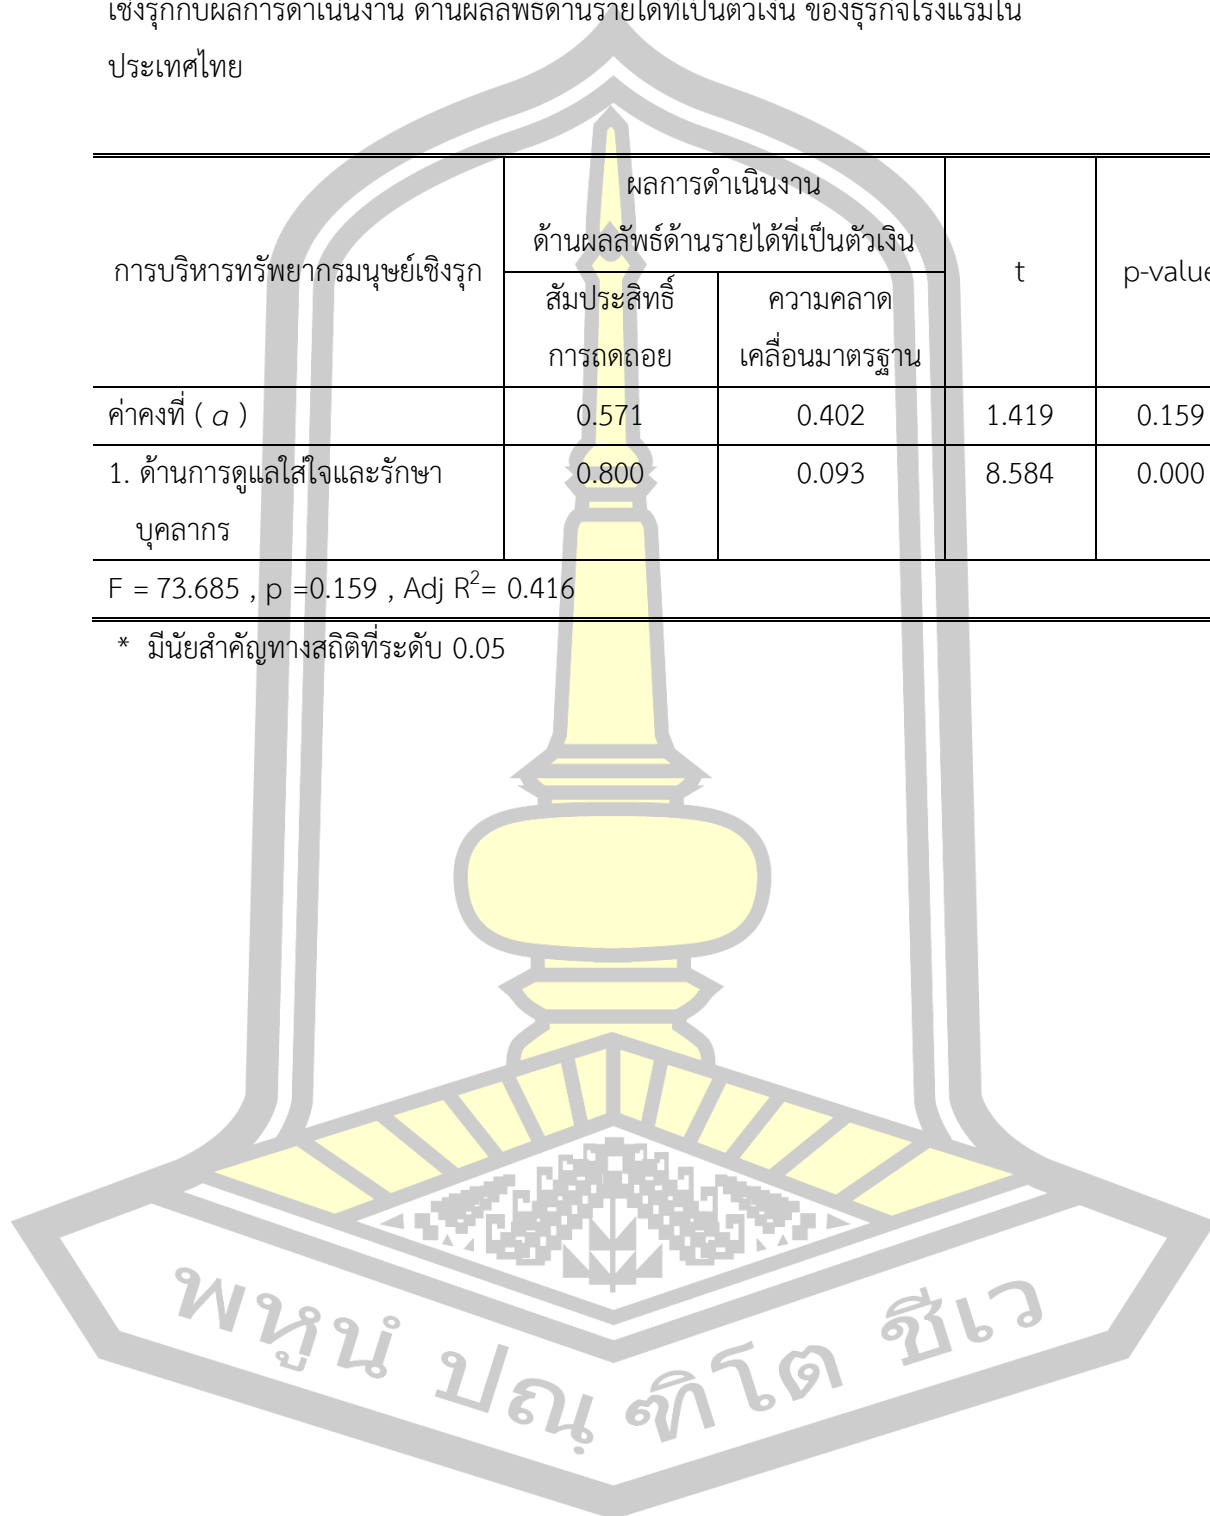 เชิงรุกกับผลการดำเนินงาน ด้านผลลัพธ์ด้านรายได้ที่เป็นตัวเงิน ของธุรกิจโรงแรมใน
ประเทศไทย
การบริหารทรัพยากรมนุษย์เชิงรุก
ผลการดำเนินงาน
ด้านผลลัพธ์ด้านรายได้ที่เป็นตัวเงิน
t
p-value
สัมประสิทธิ์
การถดถอย
ความคลาด
เคลื่อนมาตรฐาน
ค่าคงที่ ( a ) 0.571 0.402 1.419 0.159
1. ด้านการดูแลใส่ใจและรักษา 0.800 0.093 8.584 0.000
บุคลากร
F = 73.685 , p =0.159 , Adj R²= 0.416
* มีนัยสำคัญทางสถิติที่ระดับ 0.05
พหูนํ ปณฺฑิโต ชีเว